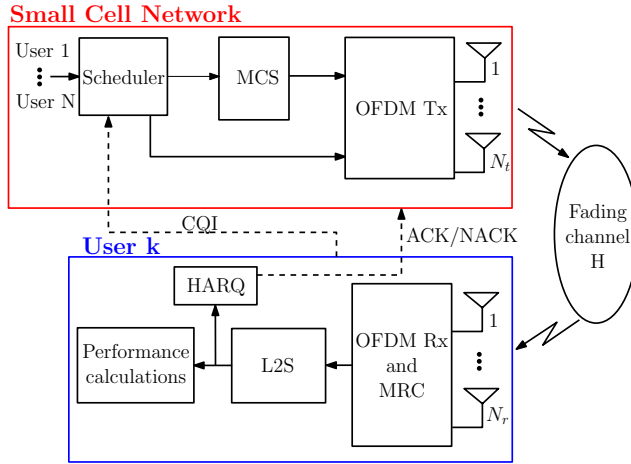 Small Cell Network
User 1
User N
Scheduler
MCS
OFDM Tx
1
N_t
CQI
ACK/NACK
Fading
channel
H
User k
HARQ
Performance
calculations
L2S
OFDM Rx
and
MRC
1
N_r